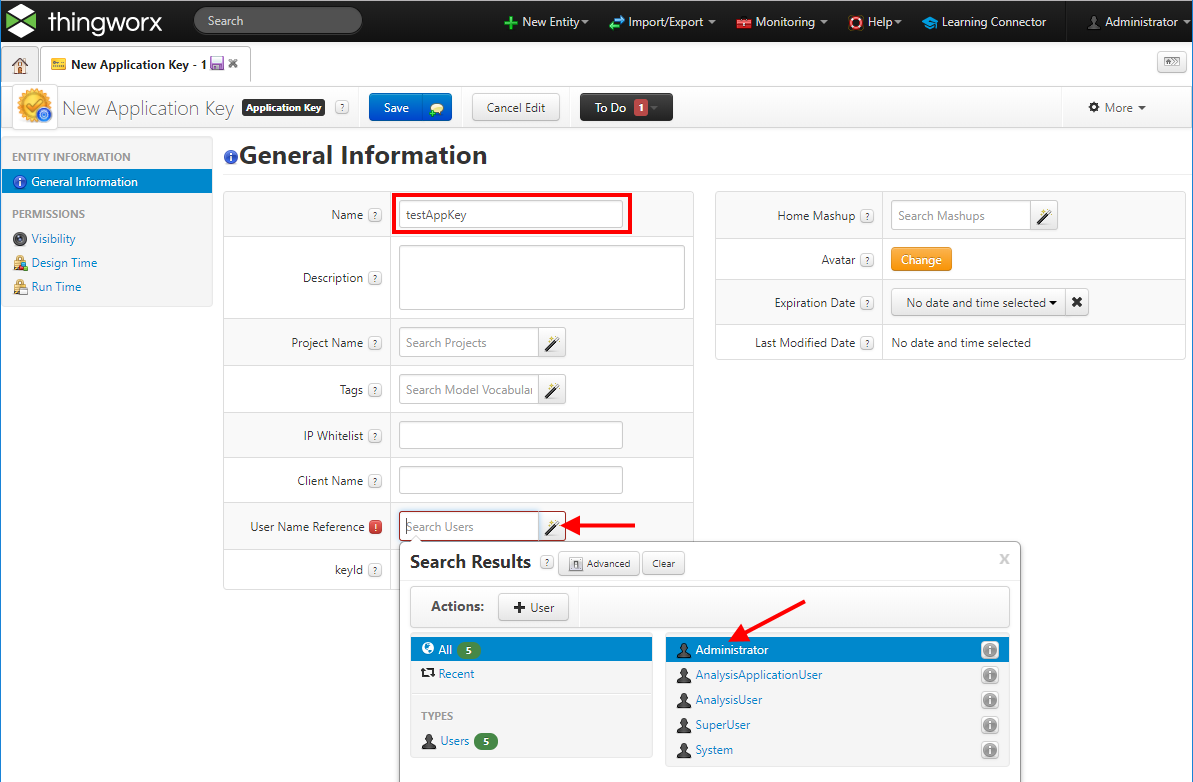 thingworx
Search
New Entity
Import/Export
Monitoring
Help
Learning Connector
Administrator
New Application Key - 1
New Application Key
Application Key
?
Save
Cancel Edit
To Do 1
More
ENTITY INFORMATION
General Information
PERMISSIONS
Visibility
Design Time
Run Time
General Information
Name ?
testAppKey
Description ?
Project Name ?
Search Projects
Tags ?
Search Model Vocabular
IP Whitelist ?
Client Name ?
User Name Reference !
Search Users
keyId ?
Home Mashup ?
Search Mashups
Avatar ?
Change
Expiration Date ?
No date and time selected
Last Modified Date ?
No date and time selected
Search Results ?
Advanced
Clear
X
Actions:
User
All 5
Recent
TYPES
Users 5
Administrator
AnalysisApplicationUser
AnalysisUser
SuperUser
System